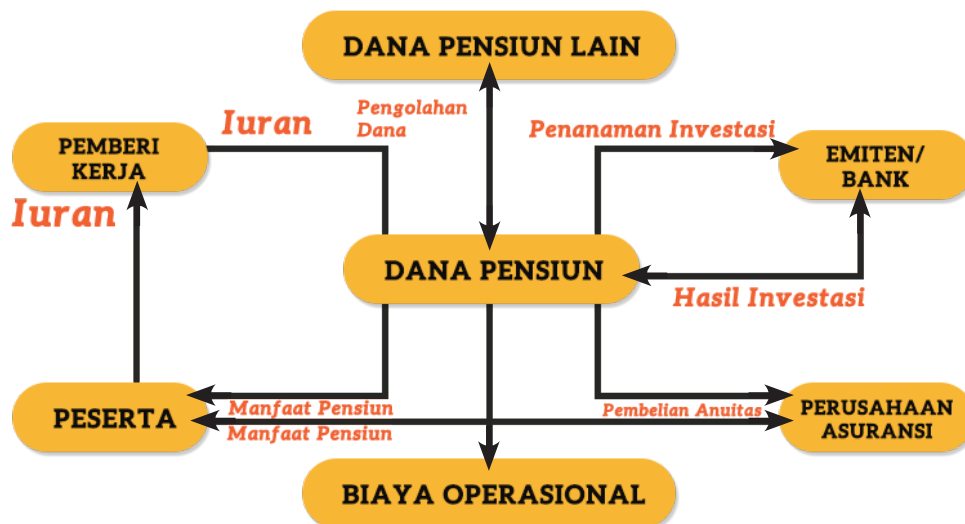 DANA PENSIUN LAIN
Pengolahan
Dana
Iuran
Penanaman Investasi
PEMBERI
KERJA
EMITEN/
BANK
Iuran
DANA PENSIUN
Hasil Investasi
PESERTA
Manfaat Pensiun
Manfaat Pensiun
Pembelian Anuitas
PERUSAHAAN
ASURANSI
BIAYA OPERASIONAL